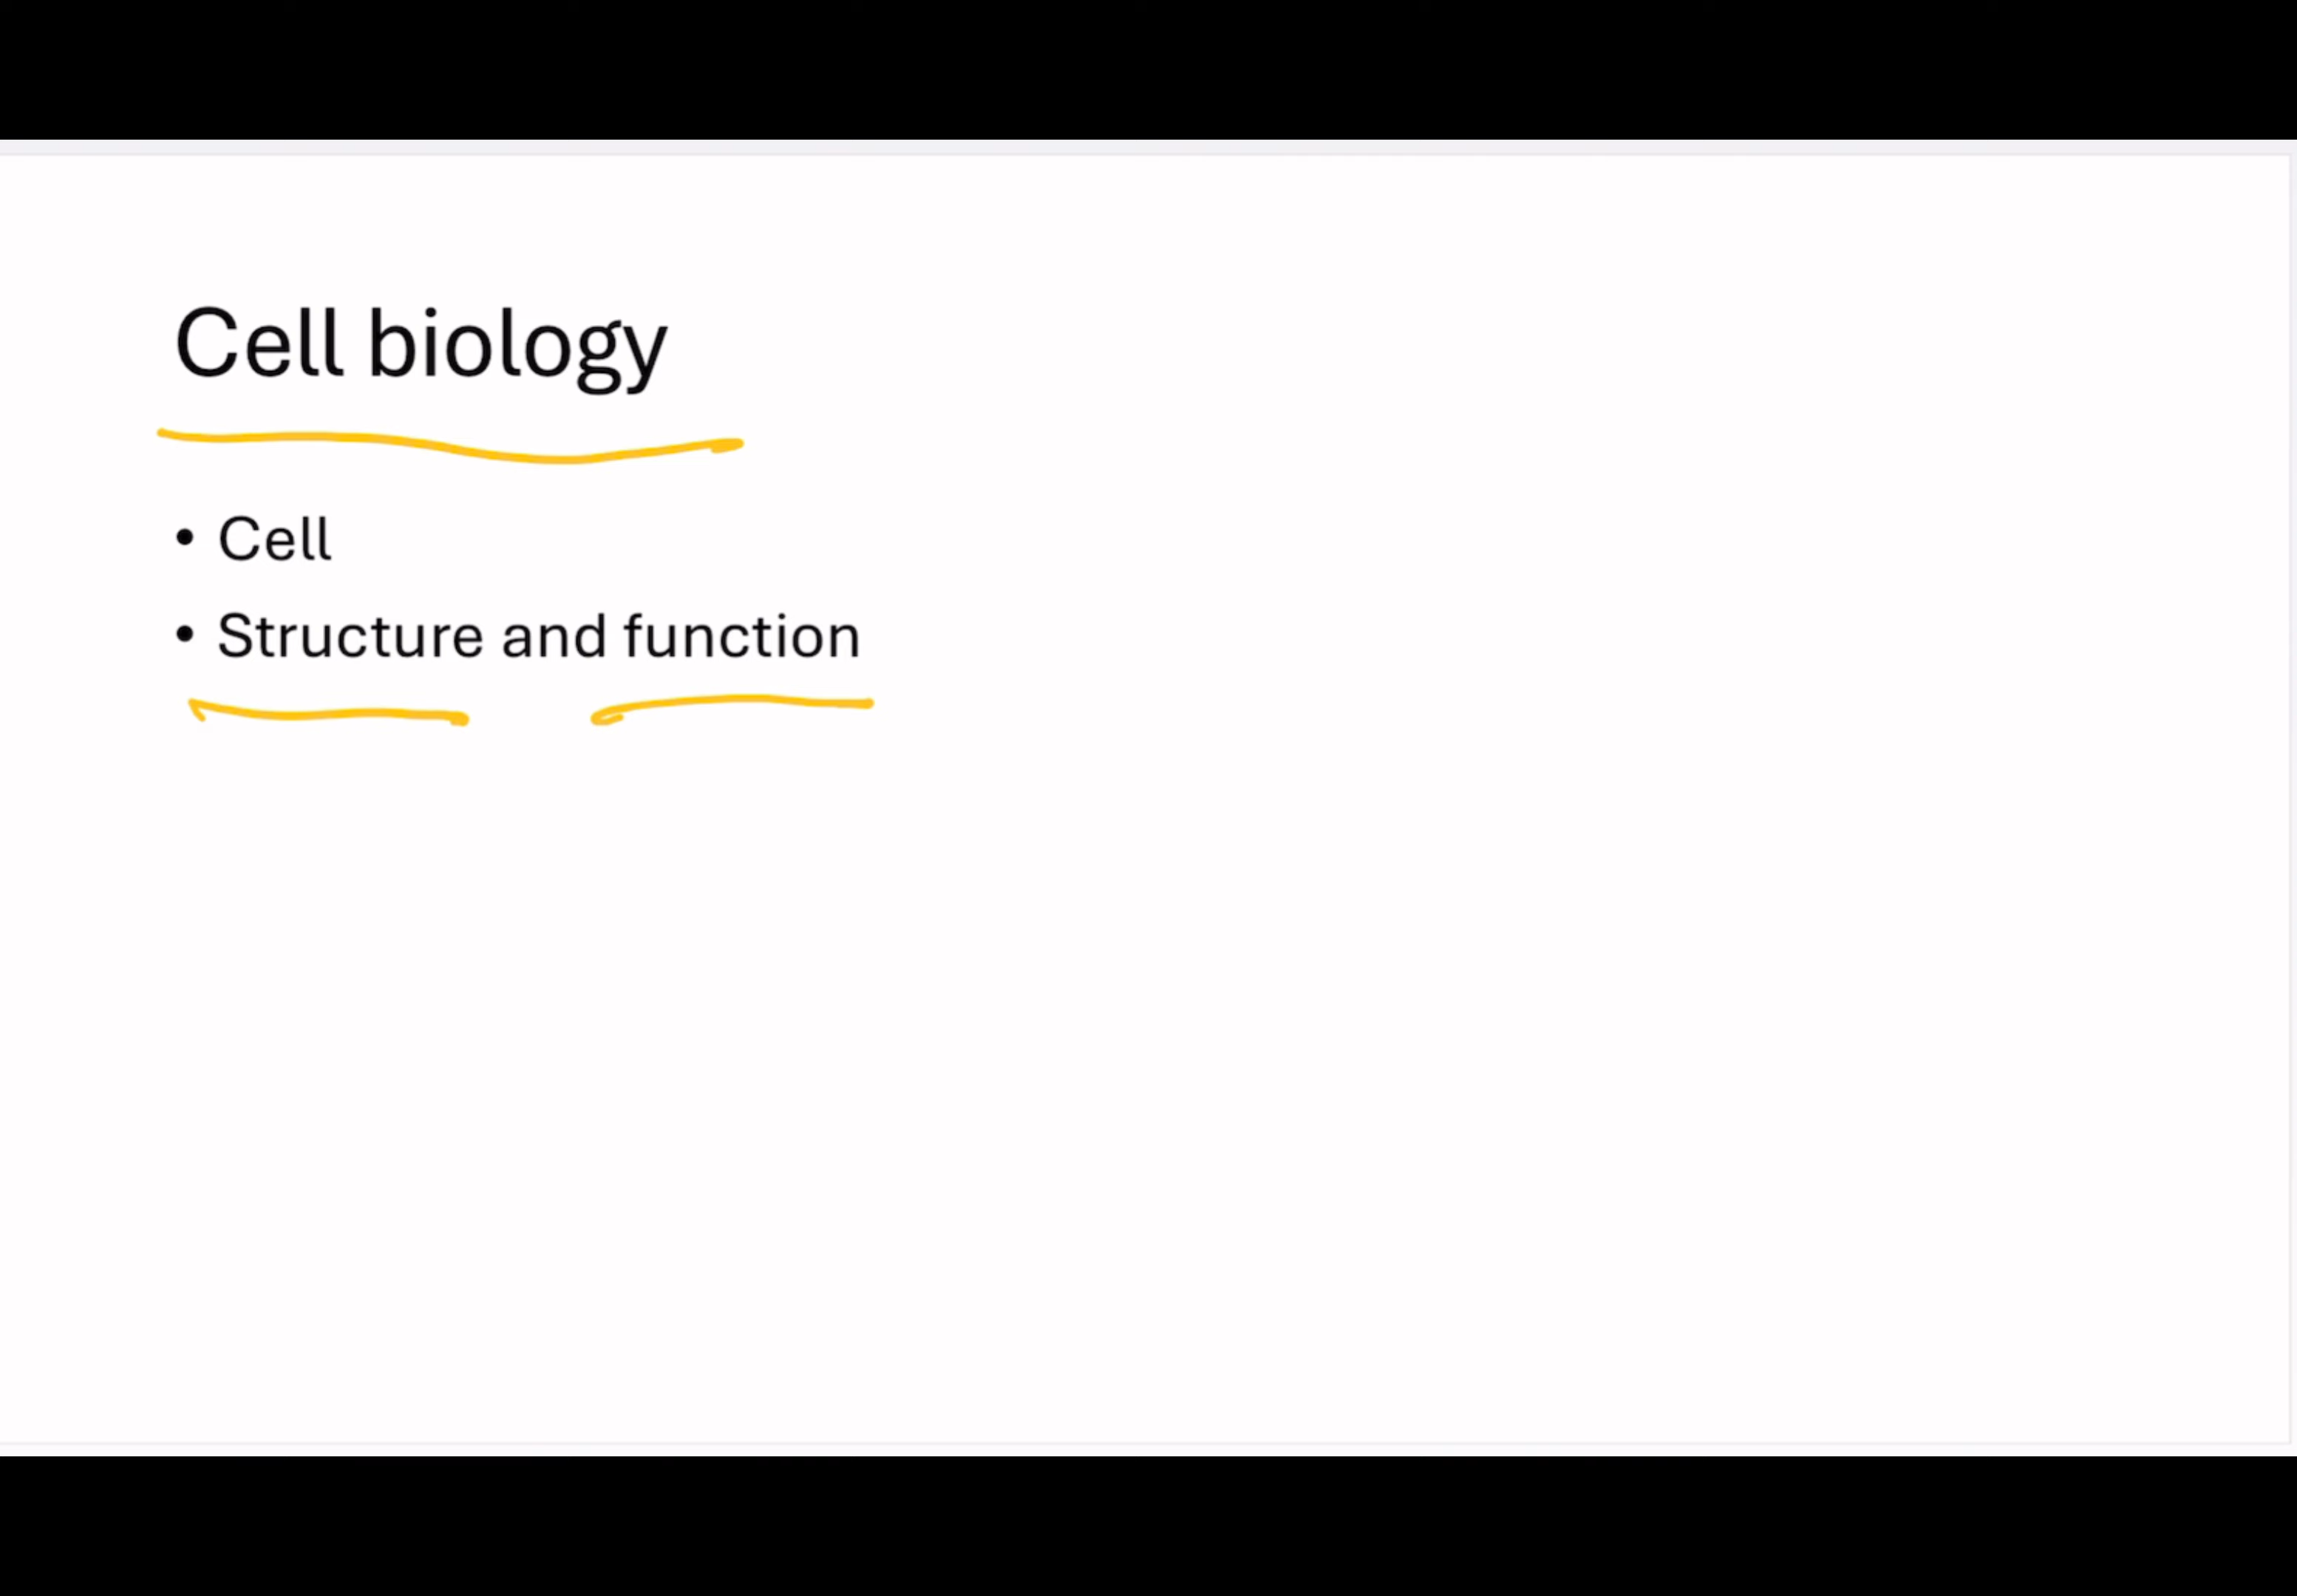 Cell biology
• Cell
• Structure and function